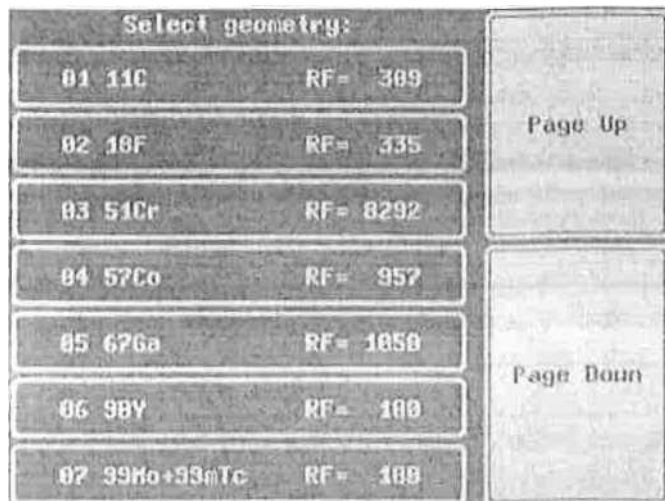 Select geometry:
01 11C RF= 309
02 18F RF= 335
03 51Cr RF= 8292
04 57Co RF= 957
05 67Ga RF= 1050
06 90Y RF= 100
07 99Mo+99mTc RF= 100
Page Up
Page Down